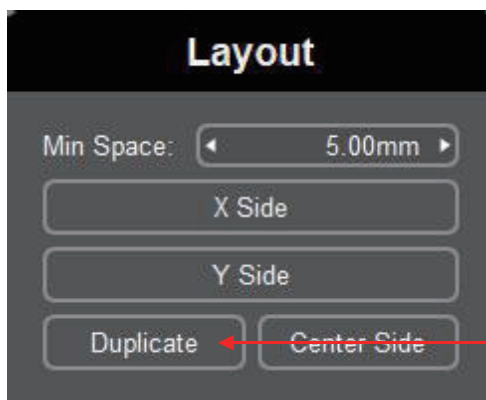 Layout
Min Space: 5.00mm
X Side
Y Side
Duplicate Center Side